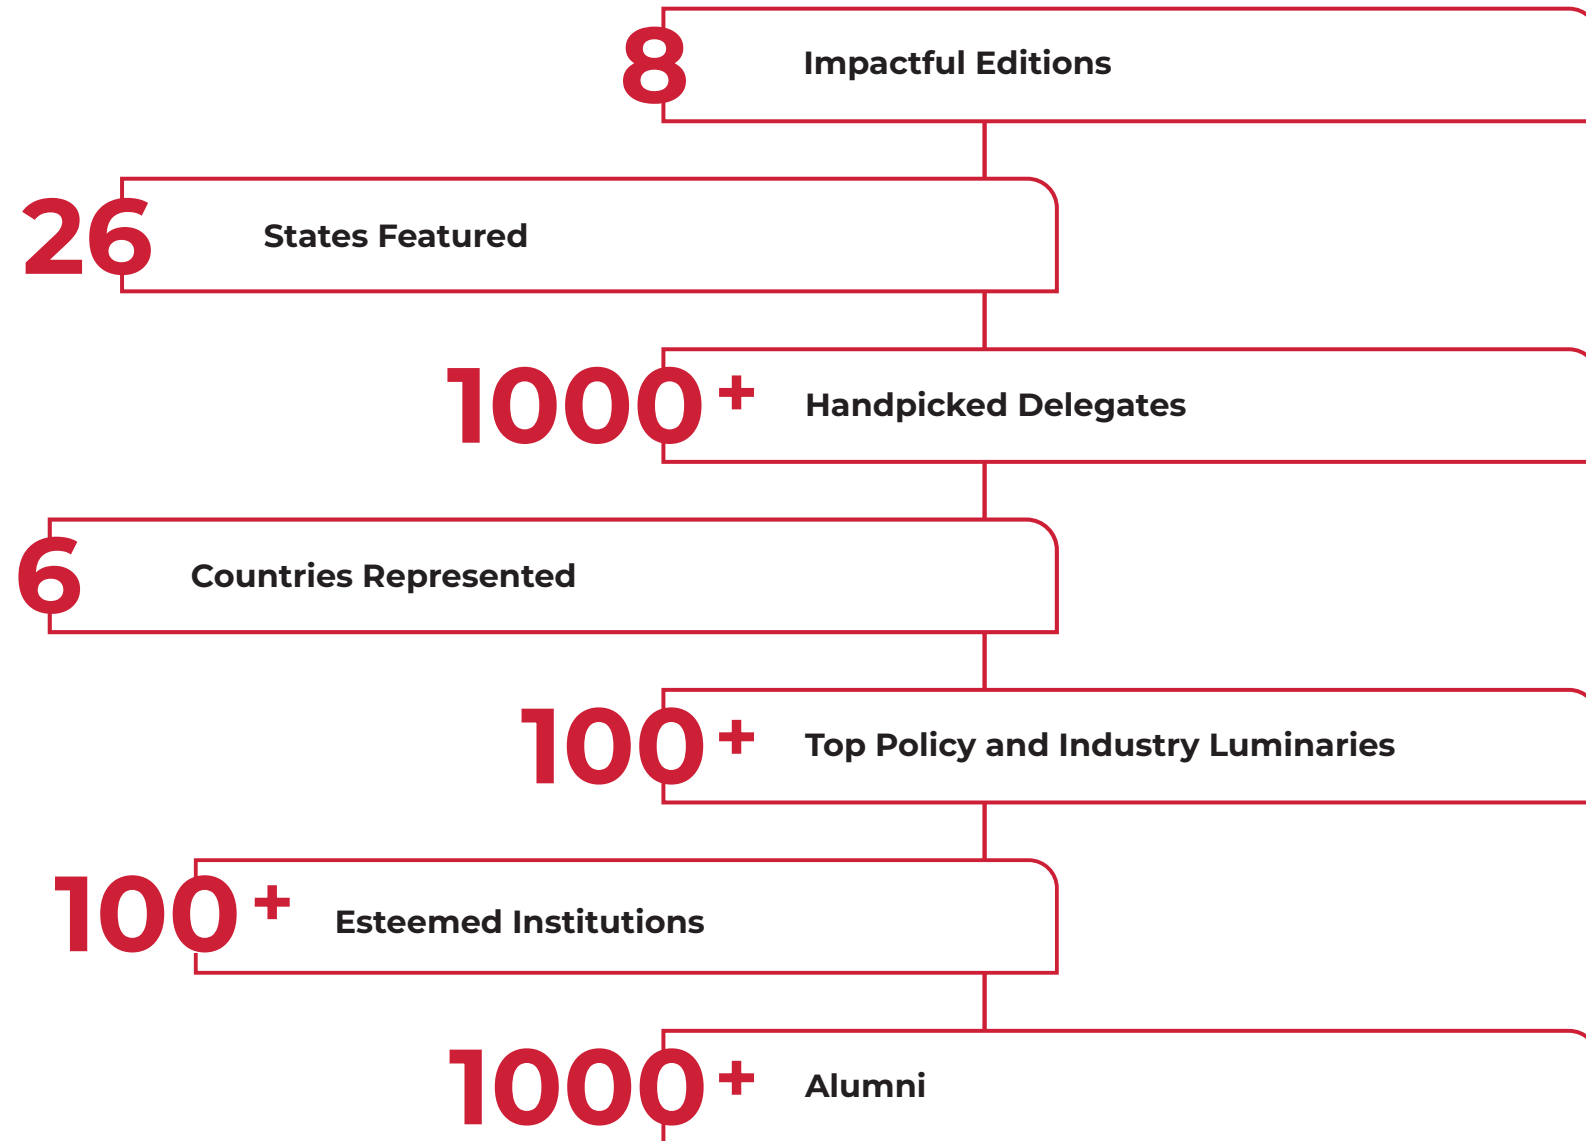 8 Impactful Editions
26 States Featured
1000+ Handpicked Delegates
6 Countries Represented
100+ Top Policy and Industry Luminaries
100+ Esteemed Institutions
1000+ Alumni